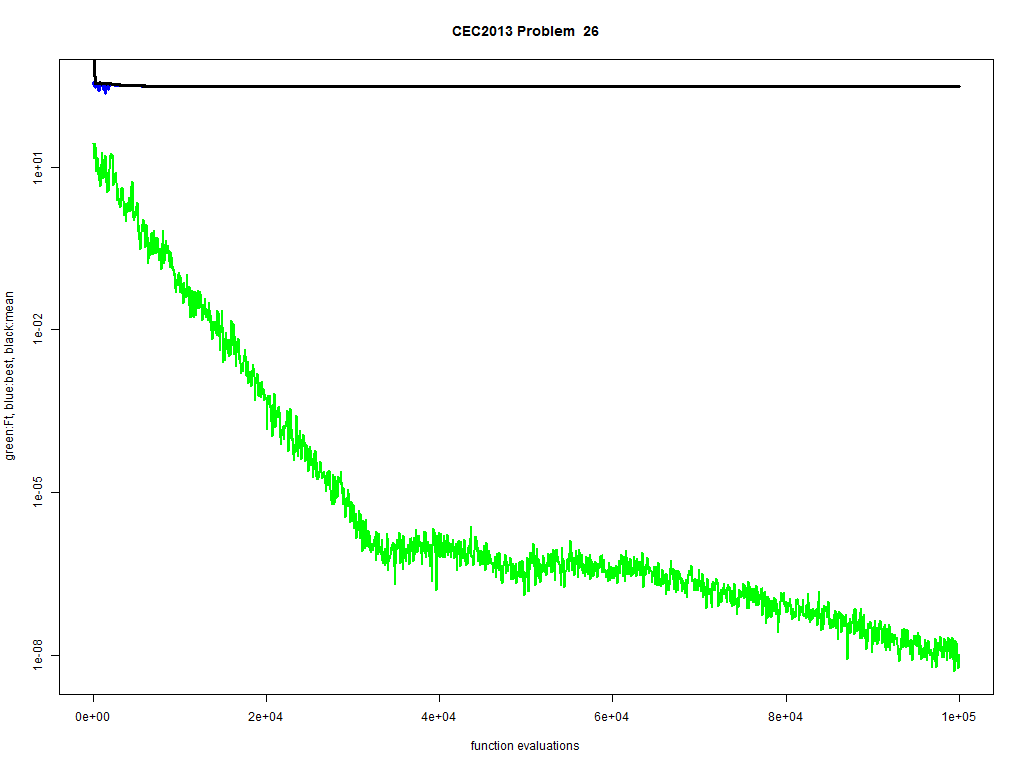 CEC2013 Problem  26
green:Ft, blue:best, black:mean
1e+01
1e-02
1e-05
1e-08
0e+00 2e+04 4e+04 6e+04 8e+04 1e+05
function evaluations